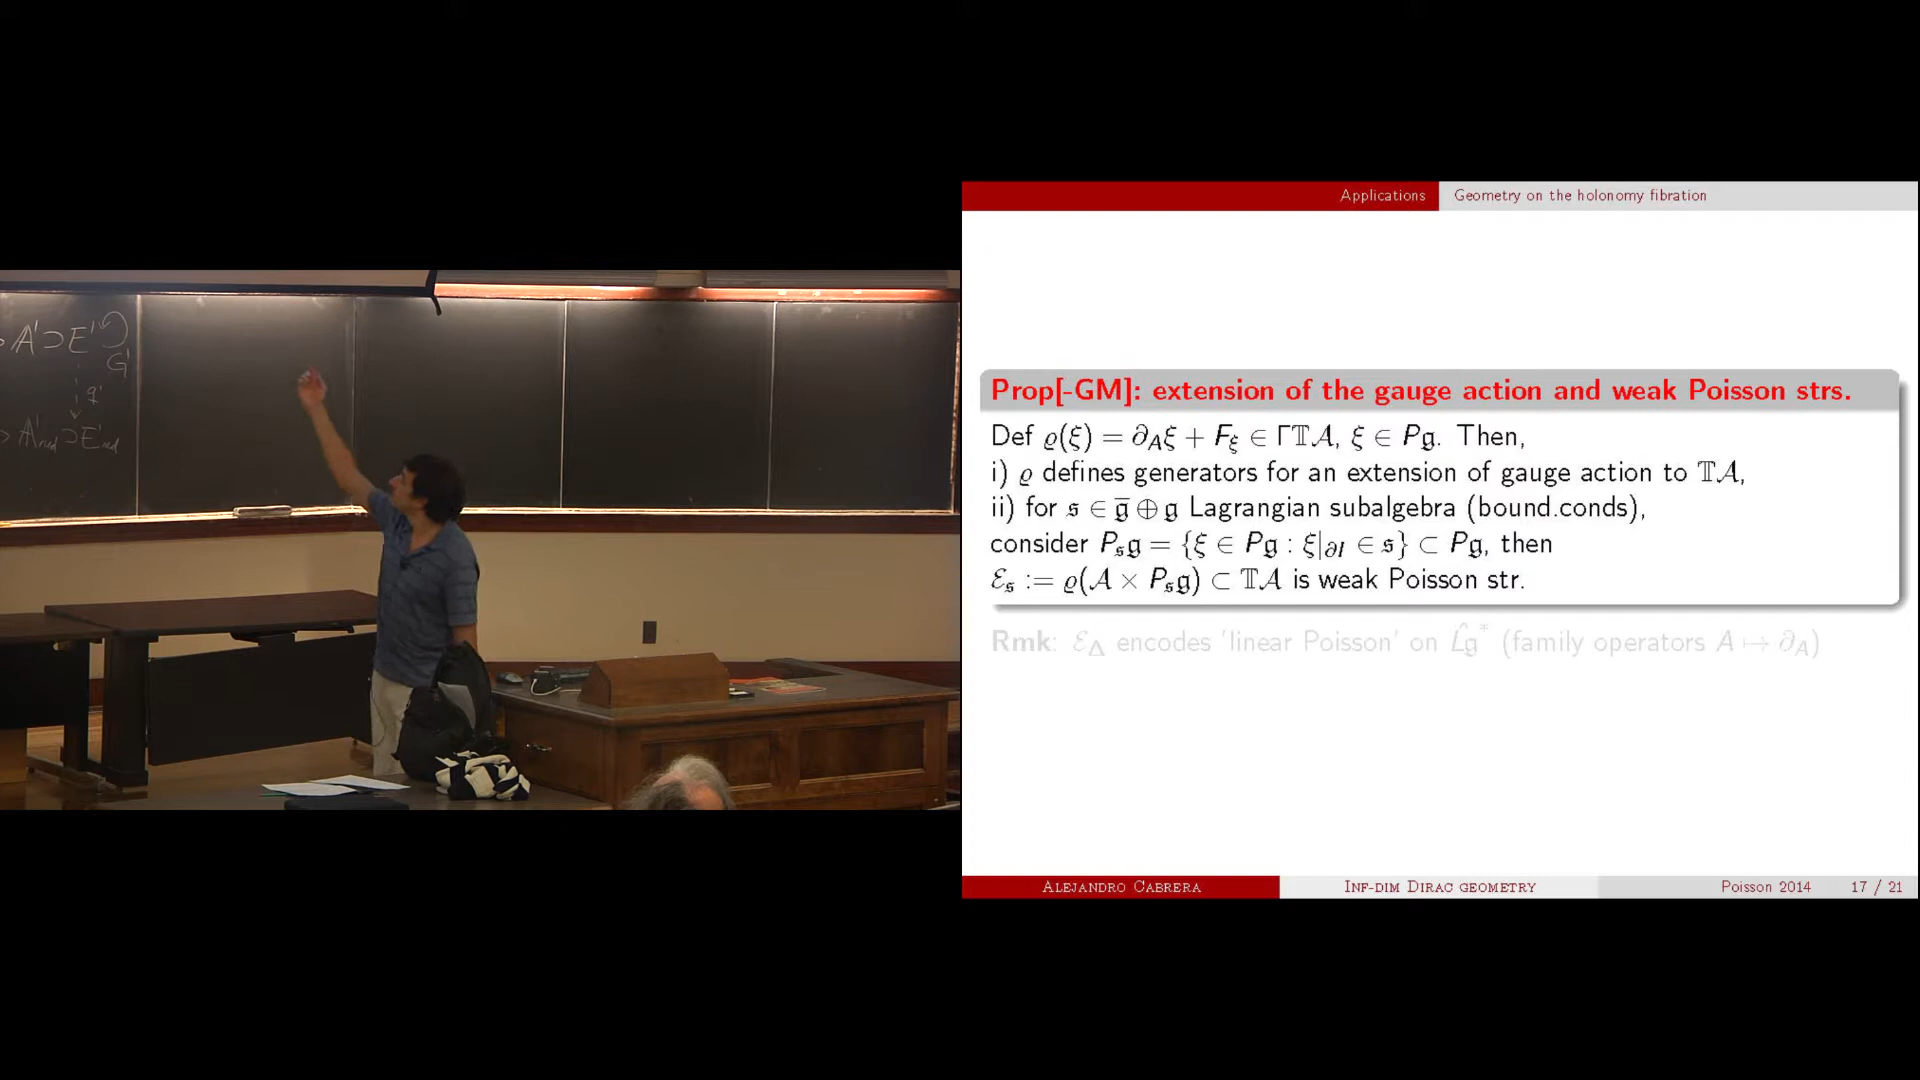 𝔸' ⊃ E'
G'
q'
𝔸'red ⊃ E'red
Applications Geometry on the holonomy fibration
Prop[-GM]: extension of the gauge action and weak Poisson strs.
Def ϱ(ξ) = ∂_Aξ + F_ξ ∈ Γ𝕋𝒜, ξ ∈ P𝔤. Then,
i) ϱ defines generators for an extension of gauge action to 𝕋𝒜,
ii) for 𝔰 ∈ 𝔤̅ ⊕ 𝔤 Lagrangian subalgebra (bound.conds),
consider P_𝔰𝔤 = {ξ ∈ P𝔤 : ξ|_∂I ∈ 𝔰} ⊂ P𝔤, then
ℰ_𝔰 := ϱ(𝒜 × P_𝔰𝔤) ⊂ 𝕋𝒜 is weak Poisson str.
Rmk: ℰ_Δ encodes 'linear Poisson' on L̂𝔤* (family operators A ↦ ∂_A)
Alejandro Cabrera Inf-dim Dirac geometry Poisson 2014 17 / 21